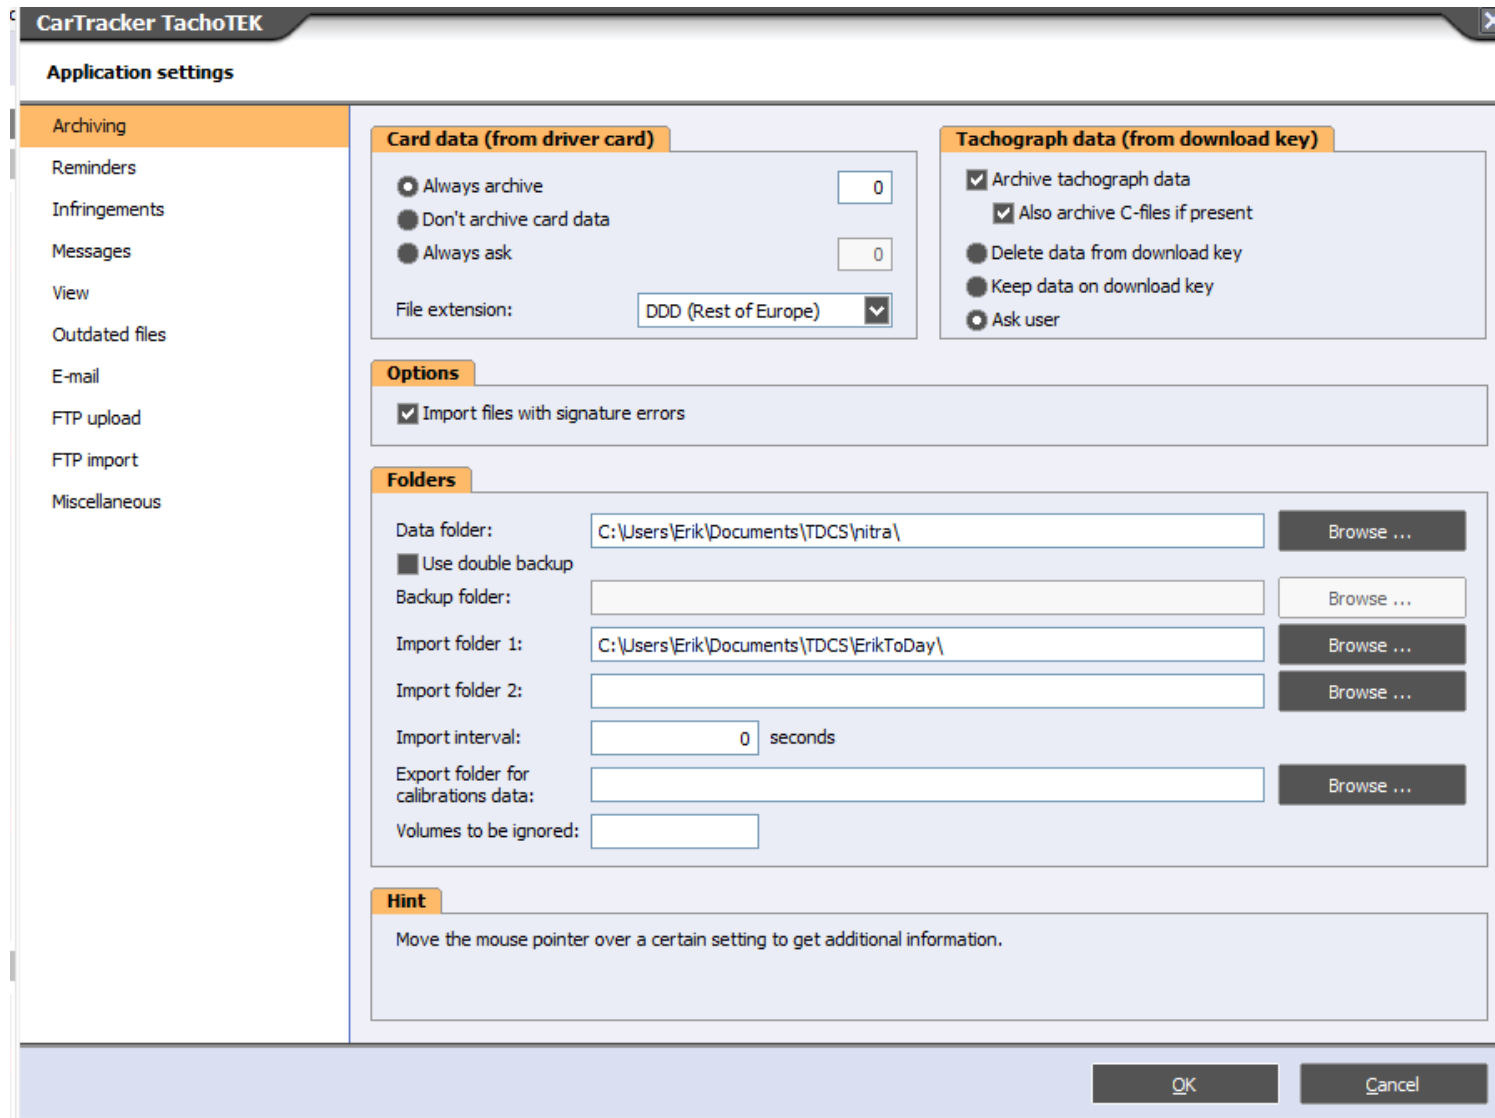 CarTracker TachoTEK
Application settings
Archiving
Reminders
Infringements
Messages
View
Outdated files
E-mail
FTP upload
FTP import
Miscellaneous
Card data (from driver card)
Always archive 0
Don't archive card data
Always ask 0
File extension: DDD (Rest of Europe)
Tachograph data (from download key)
Archive tachograph data
Also archive C-files if present
Delete data from download key
Keep data on download key
Ask user
Options
Import files with signature errors
Folders
Data folder: C:\Users\Erik\Documents\TDCS\nitra\ Browse ...
Use double backup
Backup folder: Browse ...
Import folder 1: C:\Users\Erik\Documents\TDCS\ErikToDay\ Browse ...
Import folder 2: Browse ...
Import interval: 0 seconds
Export folder for
calibrations data: Browse ...
Volumes to be ignored:
Hint
Move the mouse pointer over a certain setting to get additional information.
OK Cancel